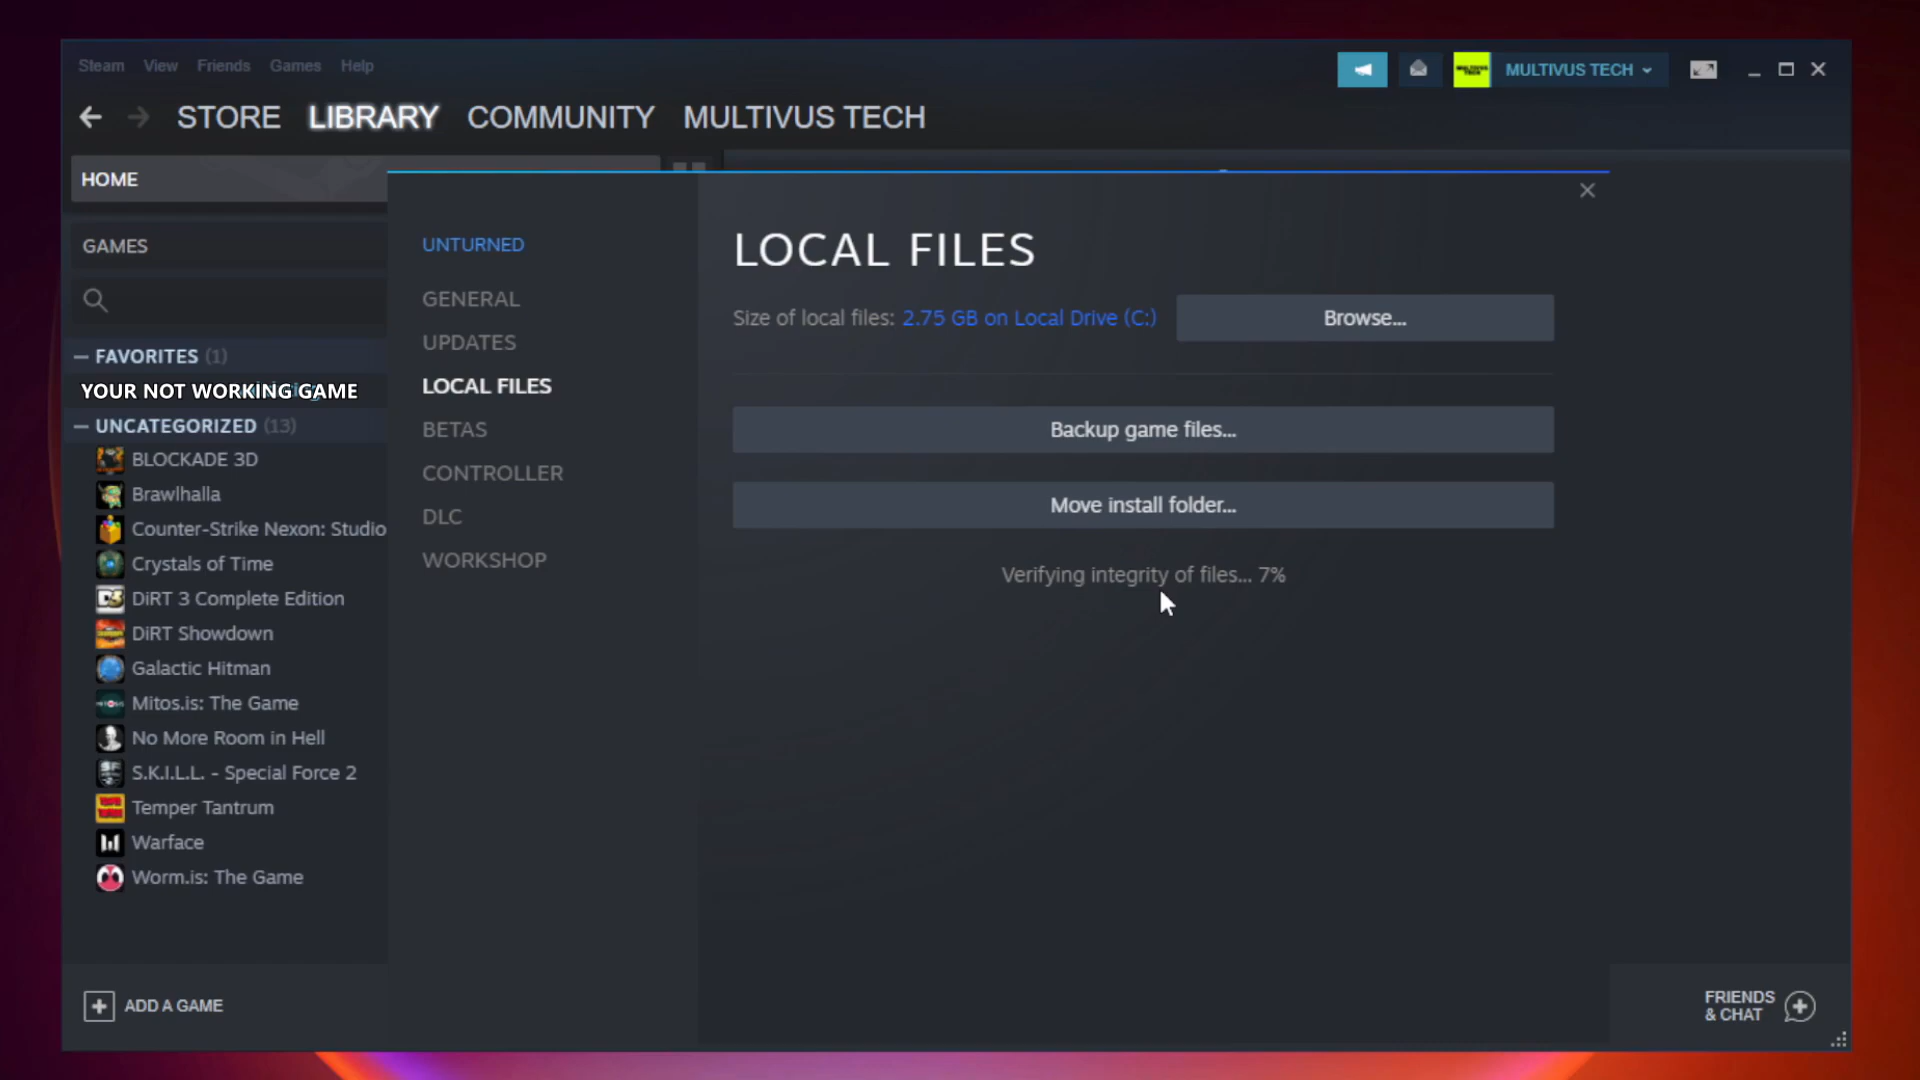 Steam View Friends Games Help
MULTIVUS TECH
STORE LIBRARY COMMUNITY MULTIVUS TECH
HOME
GAMES
— FAVORITES (1)
YOUR NOT WORKING GAME
— UNCATEGORIZED (13)
BLOCKADE 3D
Brawlhalla
Counter-Strike Nexon: Studio
Crystals of Time
DiRT 3 Complete Edition
DiRT Showdown
Galactic Hitman
Mitos.is: The Game
No More Room in Hell
S.K.I.L.L. - Special Force 2
Temper Tantrum
Warface
Worm.is: The Game
ADD A GAME
UNTURNED
GENERAL
UPDATES
LOCAL FILES
BETAS
CONTROLLER
DLC
WORKSHOP
LOCAL FILES
Size of local files: 2.75 GB on Local Drive (C:)
Browse...
Backup game files...
Move install folder...
Verifying integrity of files... 7%
FRIENDS
& CHAT